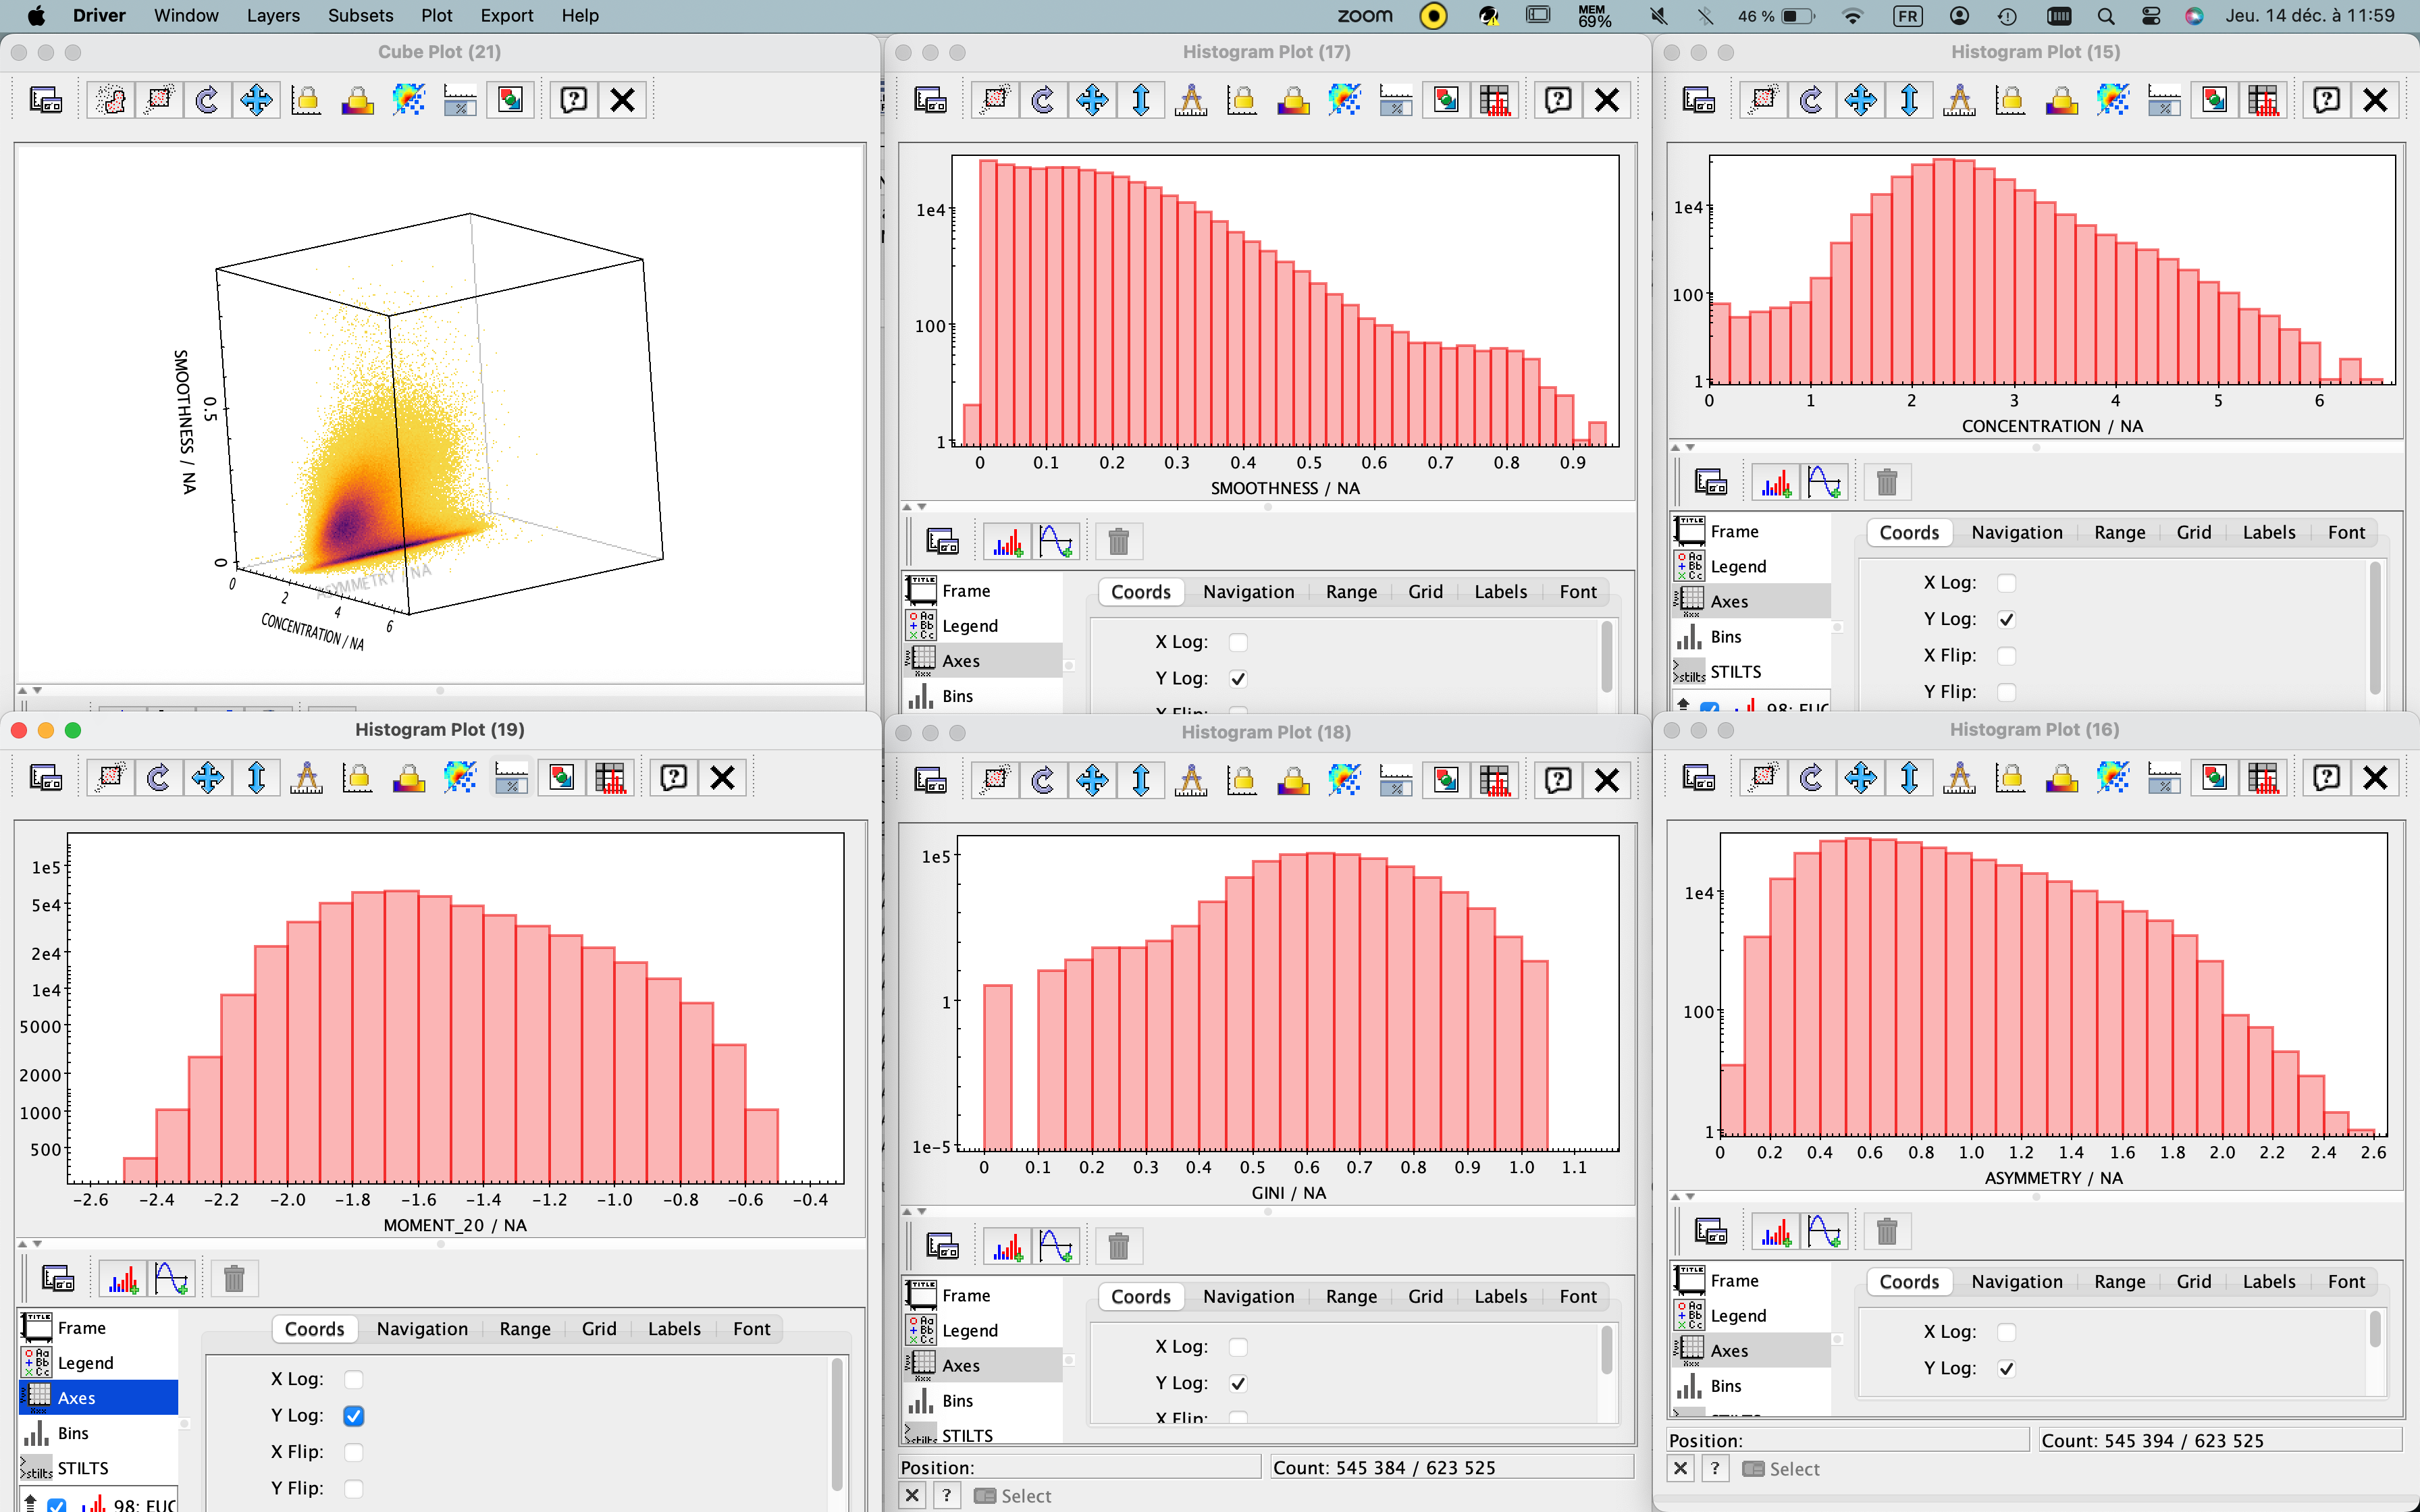 Driver Window Layers Subsets Plot Export Help zoom MEM 69% 46 % FR Jeu. 14 déc. à 11:59
Cube Plot (21)
SMOOTHNESS / NA
0.5
0
0 2 4 6
CONCENTRATION / NA
ASYMMETRY / NA
Histogram Plot (17)
1e4
100
1
0 0.1 0.2 0.3 0.4 0.5 0.6 0.7 0.8 0.9
SMOOTHNESS / NA
Frame
Legend
Axes
Bins
Coords Navigation Range Grid Labels Font
X Log:
Y Log:
X Flip:
Histogram Plot (15)
1e4
100
1
0 1 2 3 4 5 6
CONCENTRATION / NA
Frame
Legend
Axes
Bins
STILTS
98: EUC
Coords Navigation Range Grid Labels Font
X Log:
Y Log:
X Flip:
Y Flip:
Histogram Plot (19)
1e5
5e4
2e4
1e4
5000
2000
1000
500
-2.6 -2.4 -2.2 -2.0 -1.8 -1.6 -1.4 -1.2 -1.0 -0.8 -0.6 -0.4
MOMENT_20 / NA
Frame
Legend
Axes
Bins
STILTS
98: EUC
Coords Navigation Range Grid Labels Font
X Log:
Y Log:
X Flip:
Y Flip:
Histogram Plot (18)
1e5
1
1e-5
0 0.1 0.2 0.3 0.4 0.5 0.6 0.7 0.8 0.9 1.0 1.1
GINI / NA
Frame
Legend
Axes
Bins
STILTS
Coords Navigation Range Grid Labels Font
X Log:
Y Log:
X Flip:
Position:
Count: 545 384 / 623 525
Select
Histogram Plot (16)
1e4
100
1
0 0.2 0.4 0.6 0.8 1.0 1.2 1.4 1.6 1.8 2.0 2.2 2.4 2.6
ASYMMETRY / NA
Frame
Legend
Axes
Bins
Coords Navigation Range Grid Labels Font
X Log:
Y Log:
Position:
Count: 545 394 / 623 525
Select